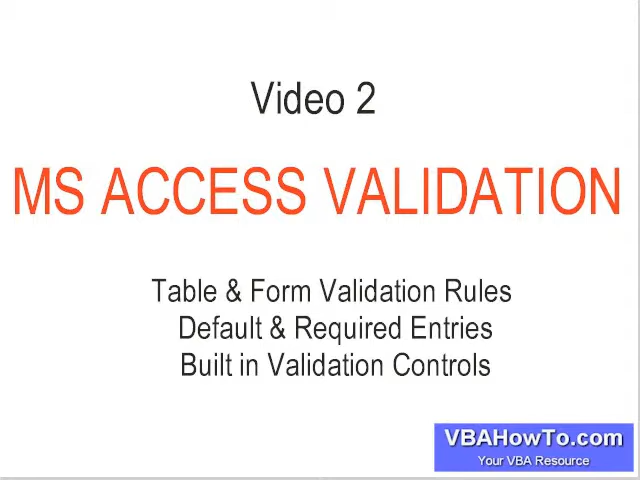 Video 2
MS ACCESS VALIDATION
Table & Form Validation Rules
Default & Required Entries
Built in Validation Controls
VBAHowTo.com
Your VBA Resource